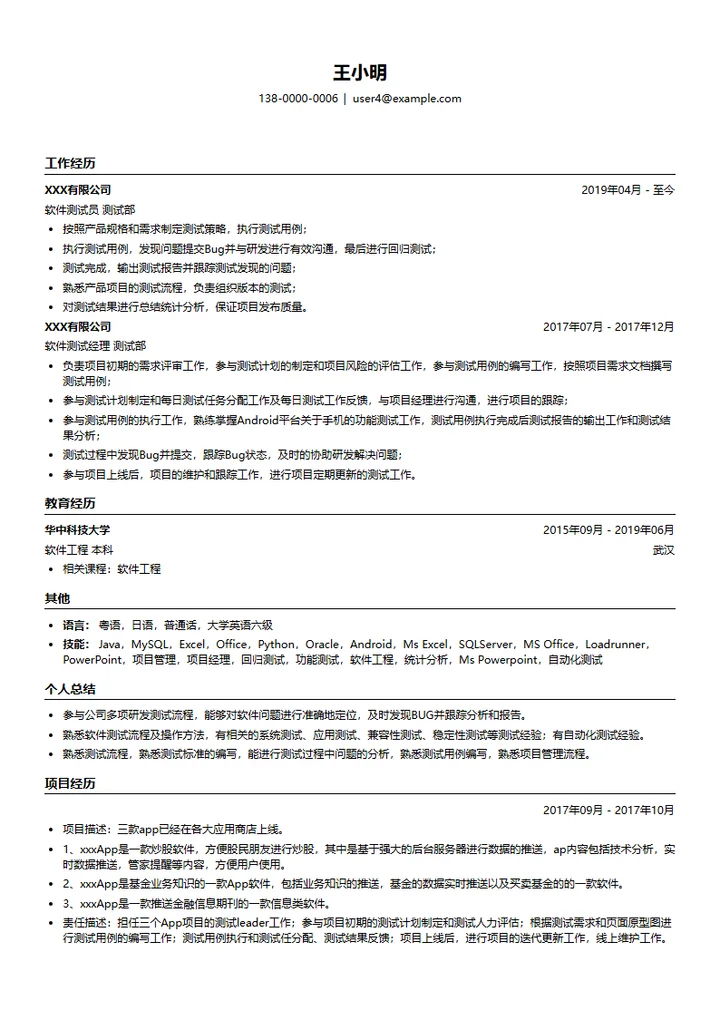 王小明
138-0000-0006 | user4@example.com
工作经历
XXX有限公司 2019年04月 - 至今
软件测试员 测试部
• 按照产品规格和需求制定测试策略，执行测试用例；
• 执行测试用例，发现问题提交Bug并与研发进行有效沟通，最后进行回归测试；
• 测试完成，输出测试报告并跟踪测试发现的问题；
• 熟悉产品项目的测试流程，负责组织版本的测试；
• 对测试结果进行总结统计分析，保证项目发布质量。
XXX有限公司 2017年07月 - 2017年12月
软件测试经理 测试部
• 负责项目初期的需求评审工作，参与测试计划的制定和项目风险的评估工作，参与测试用例的编写工作，按照项目需求文档撰写
测试用例；
• 参与测试计划制定和每日测试任务分配工作及每日测试工作反馈，与项目经理进行沟通，进行项目的跟踪；
• 参与测试用例的执行工作，熟练掌握Android平台关于手机的功能测试工作，测试用例执行完成后测试报告的输出工作和测试结
果分析；
• 测试过程中发现Bug并提交，跟踪Bug状态，及时的协助研发解决问题；
• 参与项目上线后，项目的维护和跟踪工作，进行项目定期更新的测试工作。
教育经历
华中科技大学 2015年09月 - 2019年06月
软件工程 本科 武汉
• 相关课程：软件工程
其他
• 语言： 粤语，日语，普通话，大学英语六级
• 技能： Java，MySQL，Excel，Office，Python，Oracle，Android，Ms Excel，SQLServer，MS Office，Loadrunner，
PowerPoint，项目管理，项目经理，回归测试，功能测试，软件工程，统计分析，Ms Powerpoint，自动化测试
个人总结
• 参与公司多项研发测试流程，能够对软件问题进行准确地定位，及时发现BUG并跟踪分析和报告。
• 熟悉软件测试流程及操作方法，有相关的系统测试、应用测试、兼容性测试、稳定性测试等测试经验；有自动化测试经验。
• 熟悉测试流程，熟悉测试标准的编写，能进行测试过程中问题的分析，熟悉测试用例编写，熟悉项目管理流程。
项目经历
2017年09月 - 2017年10月
• 项目描述：三款app已经在各大应用商店上线。
• 1、xxxApp是一款炒股软件，方便股民朋友进行炒股，其中是基于强大的后台服务器进行数据的推送，ap内容包括技术分析，实
时数据推送，管家提醒等内容，方便用户使用。
• 2、xxxApp是基金业务知识的一款App软件，包括业务知识的推送，基金的数据实时推送以及买卖基金的的一款软件。
• 3、xxxApp是一款推送金融信息期刊的一款信息类软件。
• 责任描述：担任三个App项目的测试leader工作；参与项目初期的测试计划制定和测试人力评估；根据测试需求和页面原型图进
行测试用例的编写工作；测试用例执行和测试任分配、测试结果反馈；项目上线后，进行项目的迭代更新工作，线上维护工作。